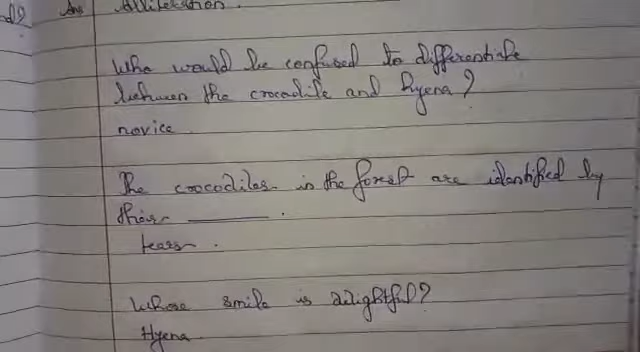 Ans Alliteration.
Who would be confused to differentiate
between the crocodile and hyena?
novice.
The crocodiles in the forest are identified by
their ______.
tears.
Whose smile is delightful?
Hyena